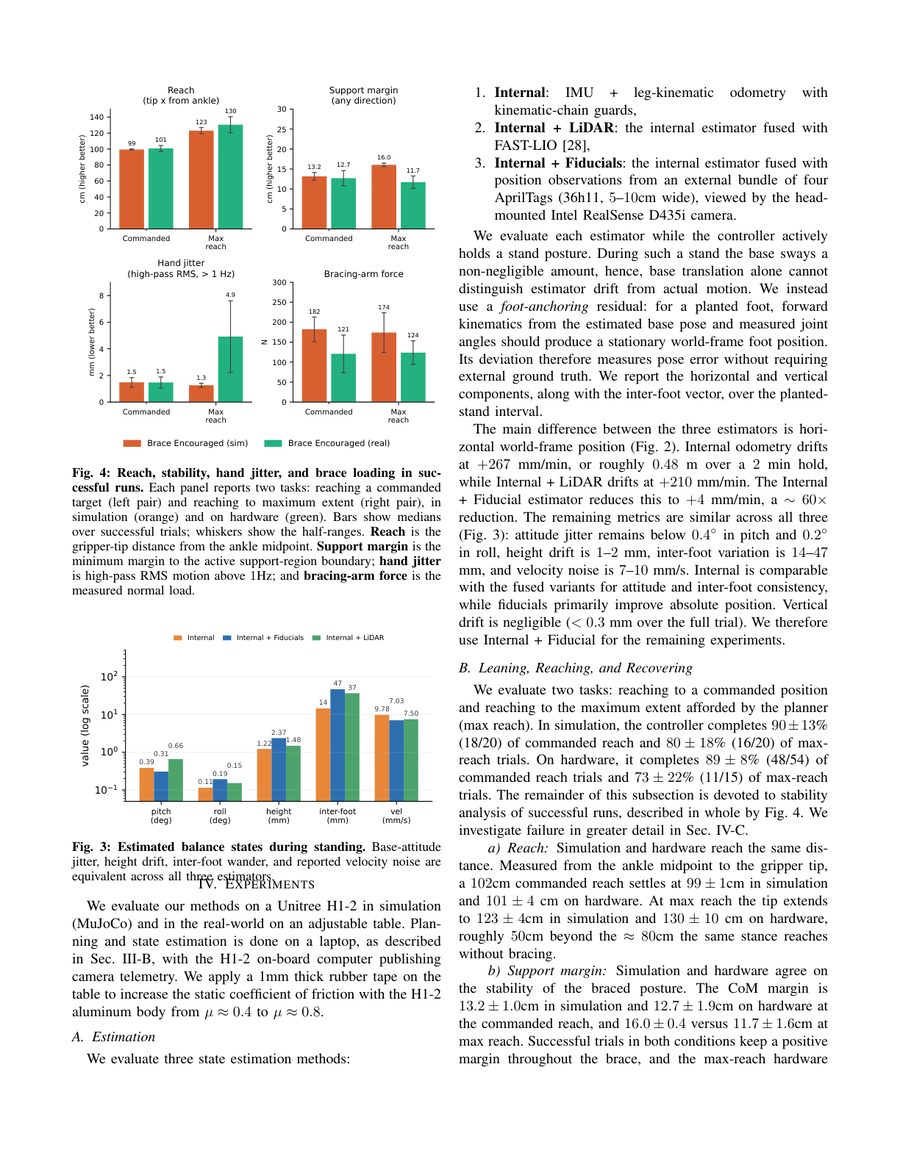 Reach
(tip x from ankle)
cm (higher better)
140
120
100
80
60
40
20
0
99
101
123
130
Commanded
Max
reach
Support margin
(any direction)
cm (higher better)
30
25
20
15
10
5
0
13.2
12.7
16.0
11.7
Commanded
Max
reach
Hand jitter
(high-pass RMS, > 1 Hz)
mm (lower better)
8
6
4
2
0
1.5
1.5
1.3
4.9
Commanded
Max
reach
Bracing-arm force
N
300
250
200
150
100
50
0
182
121
174
124
Commanded
Max
reach
Brace Encouraged (sim)
Brace Encouraged (real)
Fig. 4: Reach, stability, hand jitter, and brace loading in suc-
cessful runs. Each panel reports two tasks: reaching a commanded
target (left pair) and reaching to maximum extent (right pair), in
simulation (orange) and on hardware (green). Bars show medians
over successful trials; whiskers show the half-ranges. Reach is the
gripper-tip distance from the ankle midpoint. Support margin is the
minimum margin to the active support-region boundary; hand jitter
is high-pass RMS motion above 1Hz; and bracing-arm force is the
measured normal load.
Internal
Internal + Fiducials
Internal + LiDAR
value (log scale)
10²
10¹
10⁰
10⁻¹
0.39
0.31
0.66
0.11
0.19
0.15
1.22
2.37
1.48
14
47
37
9.78
7.03
7.50
pitch
(deg)
roll
(deg)
height
(mm)
inter-foot
(mm)
vel
(mm/s)
Fig. 3: Estimated balance states during standing. Base-attitude
jitter, height drift, inter-foot wander, and reported velocity noise are
equivalent across all three estimators.
IV. EXPERIMENTS
We evaluate our methods on a Unitree H1-2 in simulation
(MuJoCo) and in the real-world on an adjustable table. Plan-
ning and state estimation is done on a laptop, as described
in Sec. III-B, with the H1-2 on-board computer publishing
camera telemetry. We apply a 1mm thick rubber tape on the
table to increase the static coefficient of friction with the H1-2
aluminum body from μ ≈ 0.4 to μ ≈ 0.8.
A. Estimation
We evaluate three state estimation methods:
1. Internal: IMU + leg-kinematic odometry with
kinematic-chain guards,
2. Internal + LiDAR: the internal estimator fused with
FAST-LIO [28],
3. Internal + Fiducials: the internal estimator fused with
position observations from an external bundle of four
AprilTags (36h11, 5–10cm wide), viewed by the head-
mounted Intel RealSense D435i camera.
We evaluate each estimator while the controller actively
holds a stand posture. During such a stand the base sways a
non-negligible amount, hence, base translation alone cannot
distinguish estimator drift from actual motion. We instead
use a foot-anchoring residual: for a planted foot, forward
kinematics from the estimated base pose and measured joint
angles should produce a stationary world-frame foot position.
Its deviation therefore measures pose error without requiring
external ground truth. We report the horizontal and vertical
components, along with the inter-foot vector, over the planted-
stand interval.
The main difference between the three estimators is hori-
zontal world-frame position (Fig. 2). Internal odometry drifts
at +267 mm/min, or roughly 0.48 m over a 2 min hold,
while Internal + LiDAR drifts at +210 mm/min. The Internal
+ Fiducial estimator reduces this to +4 mm/min, a ∼ 60×
reduction. The remaining metrics are similar across all three
(Fig. 3): attitude jitter remains below 0.4° in pitch and 0.2°
in roll, height drift is 1–2 mm, inter-foot variation is 14–47
mm, and velocity noise is 7–10 mm/s. Internal is comparable
with the fused variants for attitude and inter-foot consistency,
while fiducials primarily improve absolute position. Vertical
drift is negligible (< 0.3 mm over the full trial). We therefore
use Internal + Fiducial for the remaining experiments.
B. Leaning, Reaching, and Recovering
We evaluate two tasks: reaching to a commanded position
and reaching to the maximum extent afforded by the planner
(max reach). In simulation, the controller completes 90 ± 13%
(18/20) of commanded reach and 80 ± 18% (16/20) of max-
reach trials. On hardware, it completes 89 ± 8% (48/54) of
commanded reach trials and 73 ± 22% (11/15) of max-reach
trials. The remainder of this subsection is devoted to stability
analysis of successful runs, described in whole by Fig. 4. We
investigate failure in greater detail in Sec. IV-C.
a) Reach: Simulation and hardware reach the same dis-
tance. Measured from the ankle midpoint to the gripper tip,
a 102cm commanded reach settles at 99 ± 1cm in simulation
and 101 ± 4 cm on hardware. At max reach the tip extends
to 123 ± 4cm in simulation and 130 ± 10 cm on hardware,
roughly 50cm beyond the ≈ 80cm the same stance reaches
without bracing.
b) Support margin: Simulation and hardware agree on
the stability of the braced posture. The CoM margin is
13.2 ± 1.0cm in simulation and 12.7 ± 1.9cm on hardware at
the commanded reach, and 16.0 ± 0.4 versus 11.7 ± 1.6cm at
max reach. Successful trials in both conditions keep a positive
margin throughout the brace, and the max-reach hardware